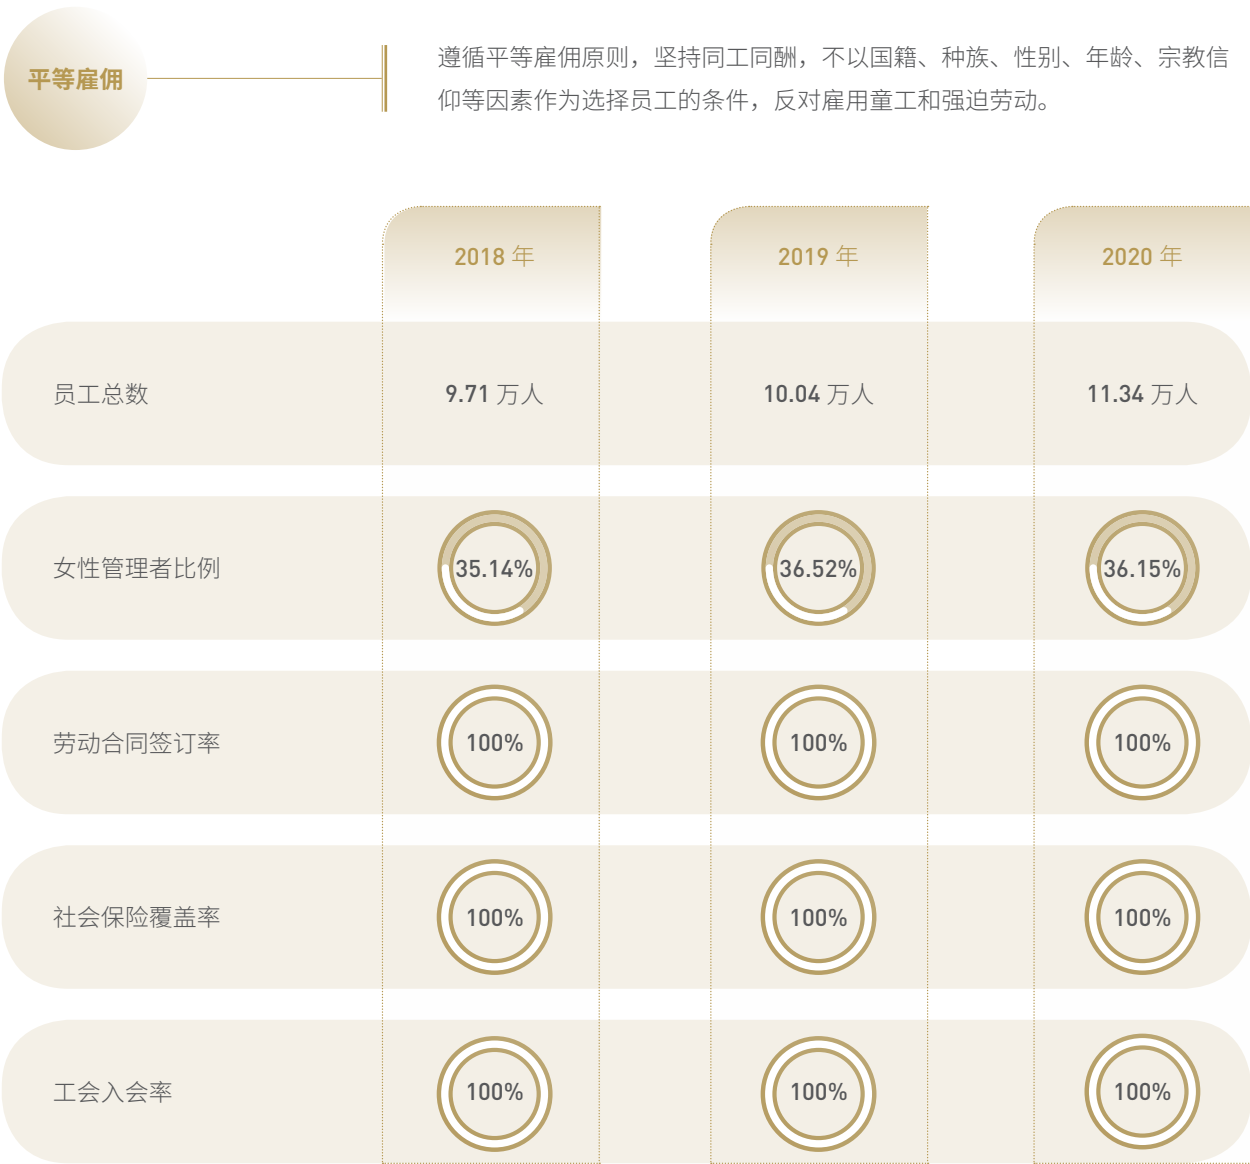 平等雇佣
遵循平等雇佣原则，坚持同工同酬，不以国籍、种族、性别、年龄、宗教信
仰等因素作为选择员工的条件，反对雇用童工和强迫劳动。
2018 年 2019 年 2020 年
员工总数 9.71 万人 10.04 万人 11.34 万人
女性管理者比例 35.14% 36.52% 36.15%
劳动合同签订率 100% 100% 100%
社会保险覆盖率 100% 100% 100%
工会入会率 100% 100% 100%